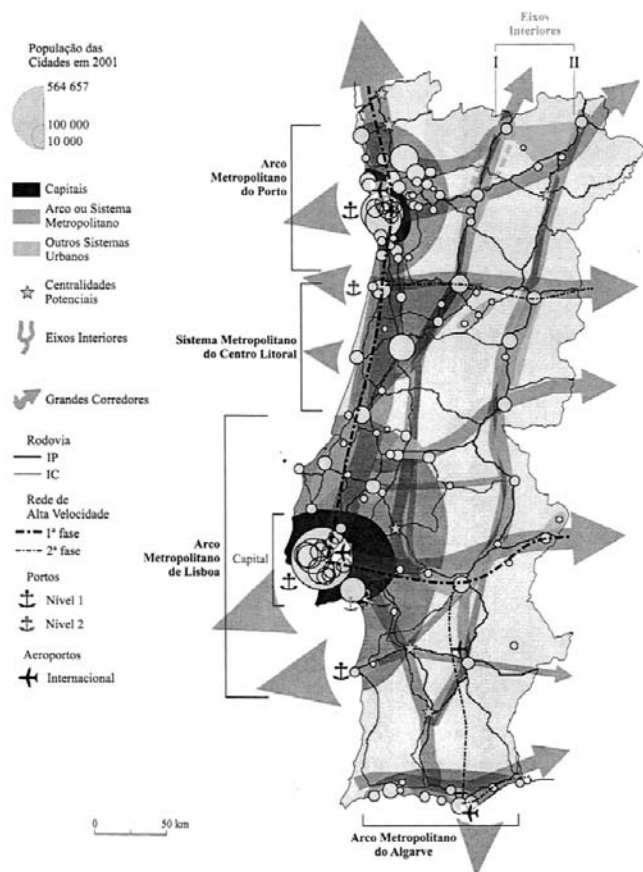 Eixos
Interiores
I
II
População das
Cidades em 2001
564 657
100 000
10 000
Capitais
Arco ou Sistema
Metropolitano
Outros Sistemas
Urbanos
Centralidades
Potenciais
Eixos Interiores
Grandes Corredores
Rodovia
IP
IC
Rede de
Alta Velocidade
1ª fase
2ª fase
Portos
Nível 1
Nível 2
Aeroportos
Internacional
0
50 km
Arco
Metropolitano
do Porto
Sistema Metropolitano
do Centro Litoral
Arco
Metropolitano
de Lisboa
Capital
Arco Metropolitano
do Algarve